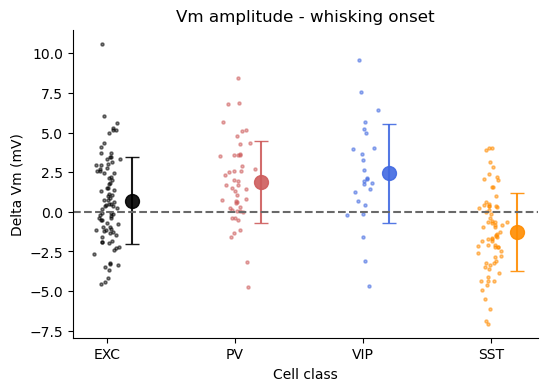 Vm amplitude - whisking onset
Delta Vm (mV)
10.0
7.5
5.0
2.5
0.0
−2.5
−5.0
−7.5
EXC PV VIP SST
Cell class